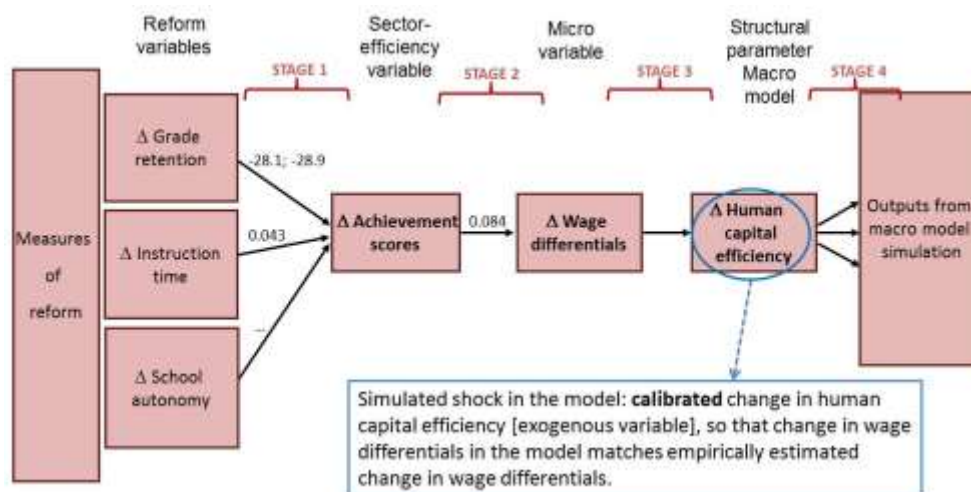 Reform
variables
Sector-
efficiency
variable
Micro
variable
Structural
parameter
Macro
model
STAGE 1
STAGE 2
STAGE 3
STAGE 4
Measures
of
reform
Δ Grade
retention
-28.1; -28.9
Δ Instruction
time
0.043
Δ School
autonomy
--
Δ Achievement
scores
0.084
Δ Wage
differentials
Δ Human
capital
efficiency
Outputs from
macro model
simulation
Simulated shock in the model: calibrated change in human
capital efficiency [exogenous variable], so that change in wage
differentials in the model matches empirically estimated
change in wage differentials.